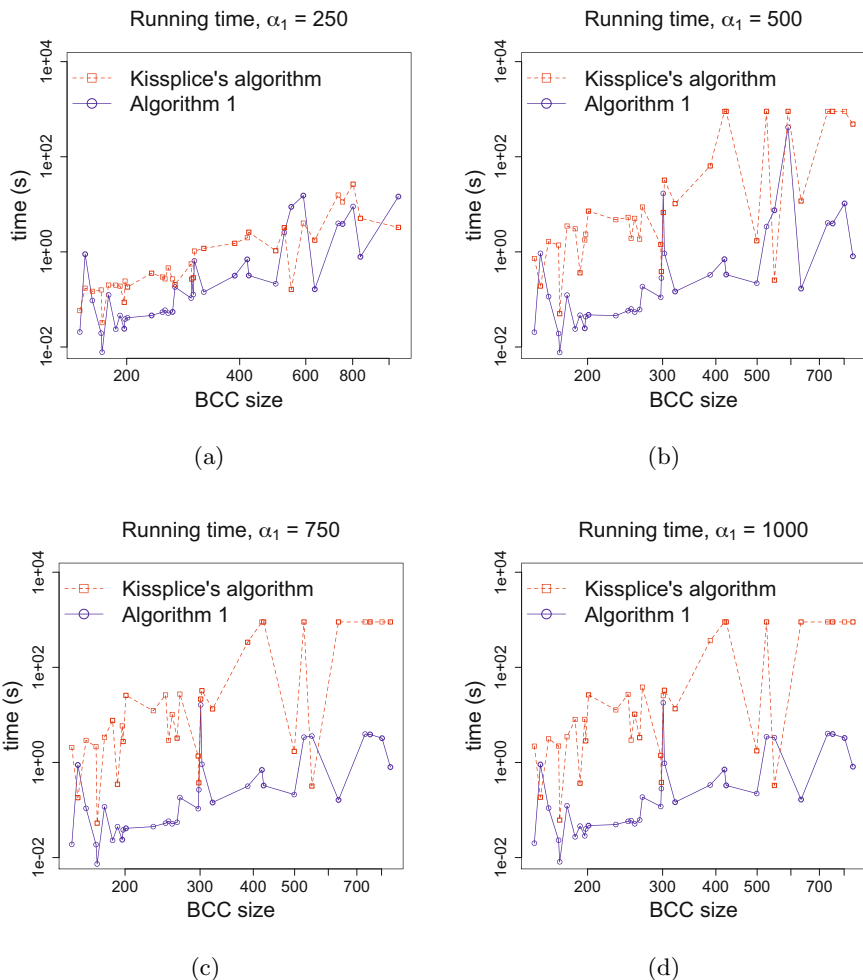 Running time, α1 = 250
1e+04
1e+02
1e+00
1e-02
time (s)
Kissplice's algorithm
Algorithm 1
200 400 600 800
BCC size
(a)
Running time, α1 = 500
1e+04
1e+02
1e+00
1e-02
time (s)
Kissplice's algorithm
Algorithm 1
200 300 400 500 700
BCC size
(b)
Running time, α1 = 750
1e+04
1e+02
1e+00
1e-02
time (s)
Kissplice's algorithm
Algorithm 1
200 300 400 500 700
BCC size
(c)
Running time, α1 = 1000
1e+04
1e+02
1e+00
1e-02
time (s)
Kissplice's algorithm
Algorithm 1
200 300 400 500 700
BCC size
(d)